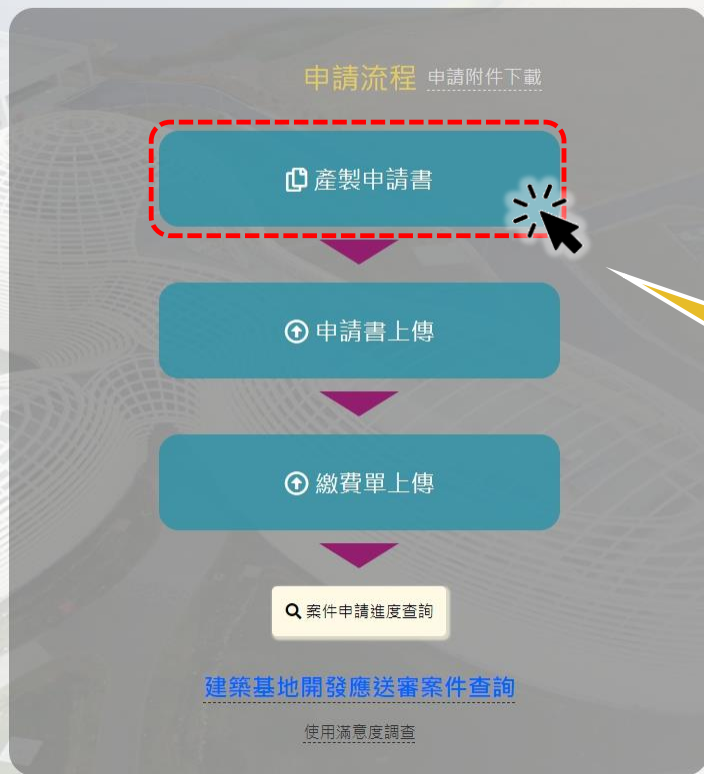 申請流程 申請附件下載
產製申請書
申請書上傳
繳費單上傳
案件申請進度查詢
建築基地開發應送審案件查詢
使用滿意度調查